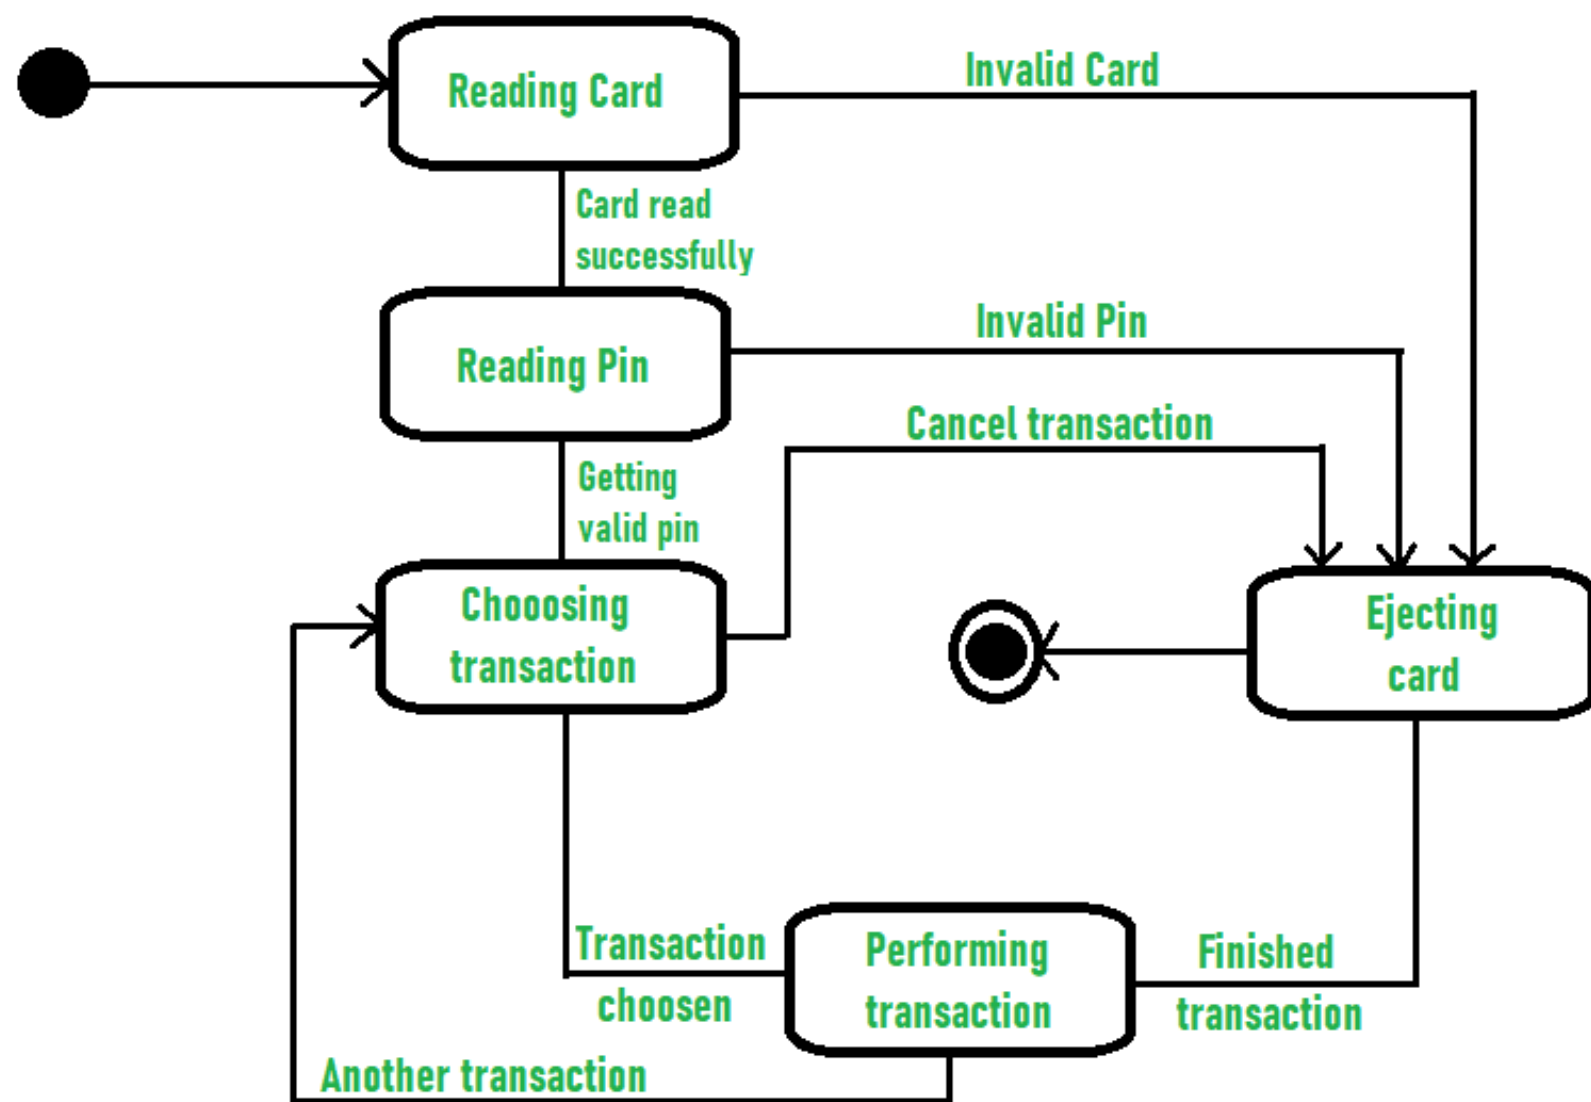 Reading Card
Invalid Card
Card read
successfully
Reading Pin
Invalid Pin
Cancel transaction
Getting
valid pin
Chooosing
transaction
Ejecting
card
Transaction
choosen
Performing
transaction
Finished
transaction
Another transaction